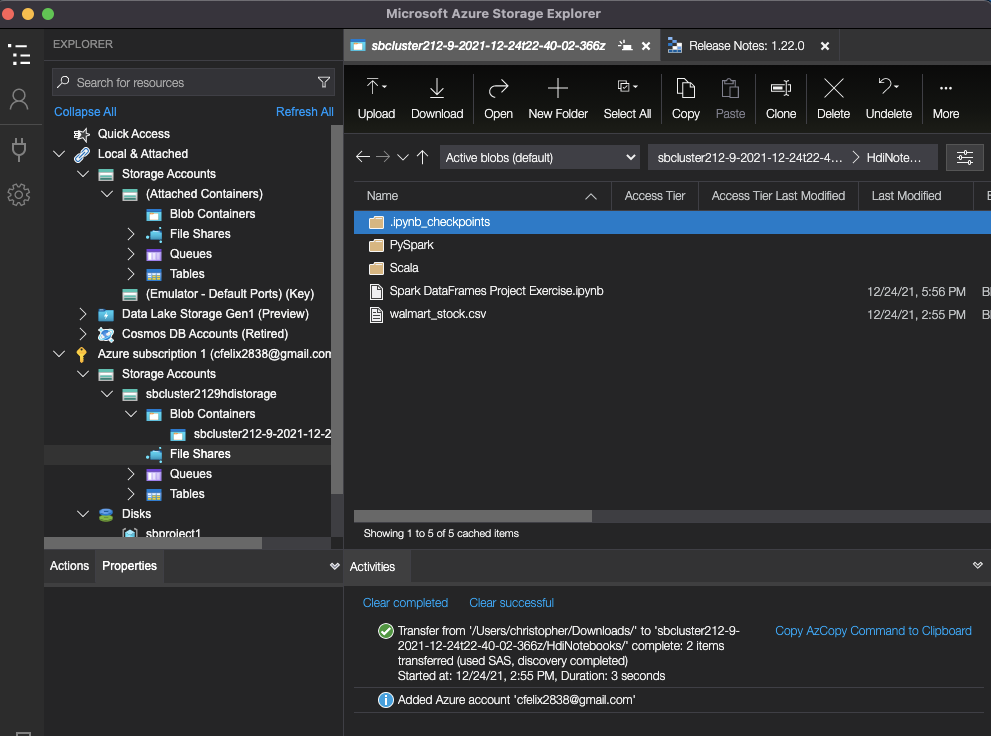 Microsoft Azure Storage Explorer
EXPLORER
Search for resources
Collapse All
Refresh All
Quick Access
Local & Attached
Storage Accounts
(Attached Containers)
Blob Containers
File Shares
Queues
Tables
(Emulator - Default Ports) (Key)
Data Lake Storage Gen1 (Preview)
Cosmos DB Accounts (Retired)
Azure subscription 1 (cfelix2838@gmail.com
Storage Accounts
sbcluster2129hdistorage
Blob Containers
sbcluster212-9-2021-12-2
File Shares
Queues
Tables
Disks
sbproject1
Actions
Properties
sbcluster212-9-2021-12-24t22-40-02-366z
Release Notes: 1.22.0
Upload
Download
Open
New Folder
Select All
Copy
Paste
Clone
Delete
Undelete
More
Active blobs (default)
sbcluster212-9-2021-12-24t22-4...
HdiNote...
Name
Access Tier
Access Tier Last Modified
Last Modified
.ipynb_checkpoints
PySpark
Scala
Spark DataFrames Project Exercise.ipynb
12/24/21, 5:56 PM
walmart_stock.csv
12/24/21, 2:55 PM
Showing 1 to 5 of 5 cached items
Activities
Clear completed
Clear successful
Transfer from '/Users/christopher/Downloads/' to 'sbcluster212-9-
2021-12-24t22-40-02-366z/HdiNotebooks/' complete: 2 items
transferred (used SAS, discovery completed)
Started at: 12/24/21, 2:55 PM, Duration: 3 seconds
Copy AzCopy Command to Clipboard
Added Azure account 'cfelix2838@gmail.com'